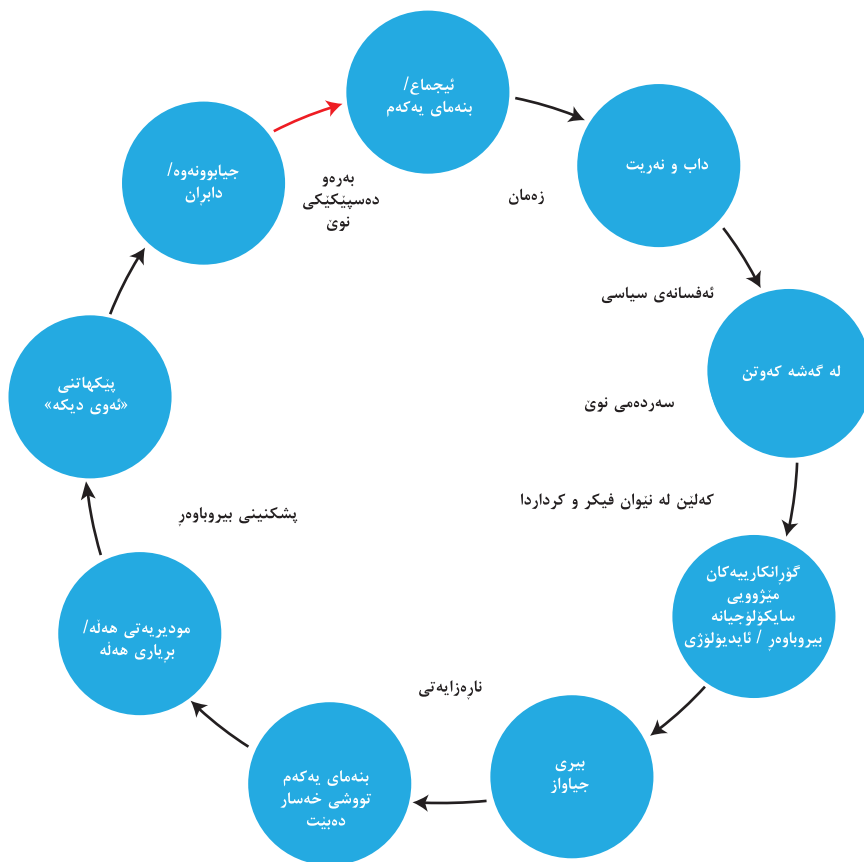 ئیجماع/
بنەمای یەکەم
داب و نەریت
زەمان
ئەفسانەی سیاسی
لە گەشە کەوتن
سەردەمی نوێ
کەلێن لە نێوان فیکر و کرداردا
گۆڕانکارییەکان
مێژوویی
سایکۆلۆجیانە
بیروباوەڕ / ئایدیۆلۆژی
بیری
جیاواز
ناڕەزایەتی
بنەمای یەکەم
تووشی خەسار
دەبێت
مودیریەتی هەڵە/
بڕیاری هەڵە
پشکنینی بیروباوەڕ
پێکهاتنی
«ئەوی دیکە»
جیابوونەوە/
دابڕان
بەرەو
دەسپێکێکی
نوێ